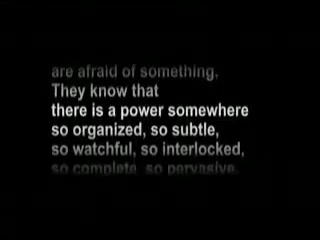 are afraid of something.
They know that
there is a power somewhere
so organized, so subtle,
so watchful, so interlocked,
so complete, so pervasive,